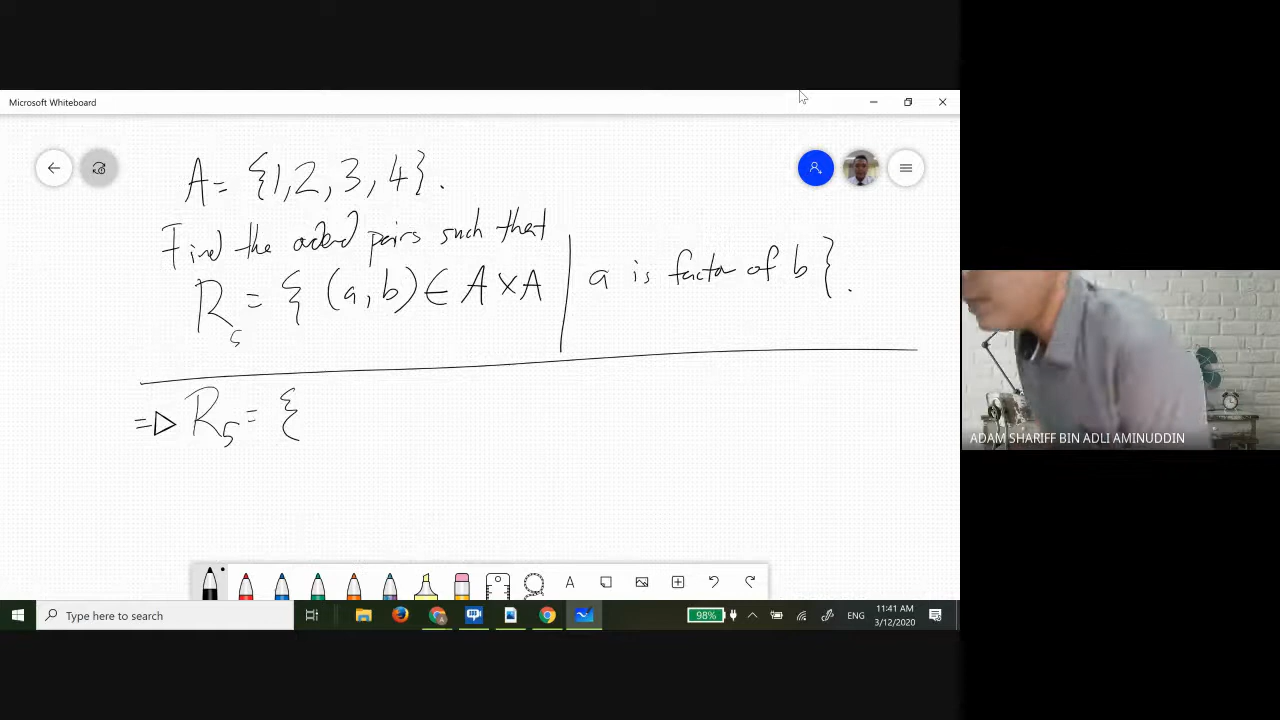 Microsoft Whiteboard
A = {1, 2, 3, 4}.
Find the orderd pairs such that
R5 = { (a, b) ∈ A × A | a is factor of b }.
=▷ R5 = {
ADAM SHARIFF BIN ADLI AMINUDDIN
A
Type here to search
98%
ENG
11:41 AM
3/12/2020